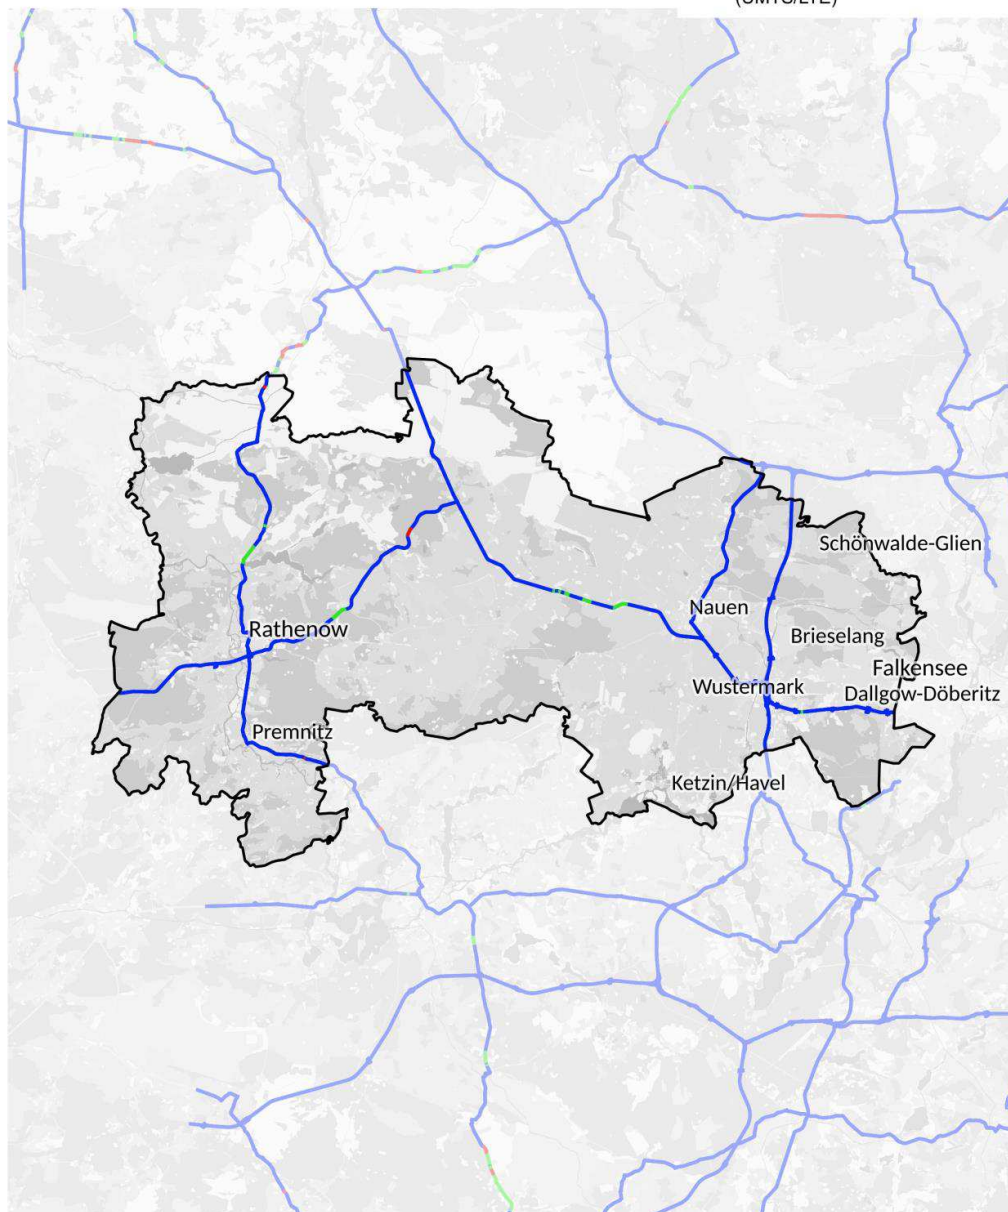 (UMTS/LTE)
Schönwalde-Glien
Nauen
Rathenow
Brieselang
Falkensee
Wustermark
Dallgow-Döberitz
Premnitz
Ketzin/Havel